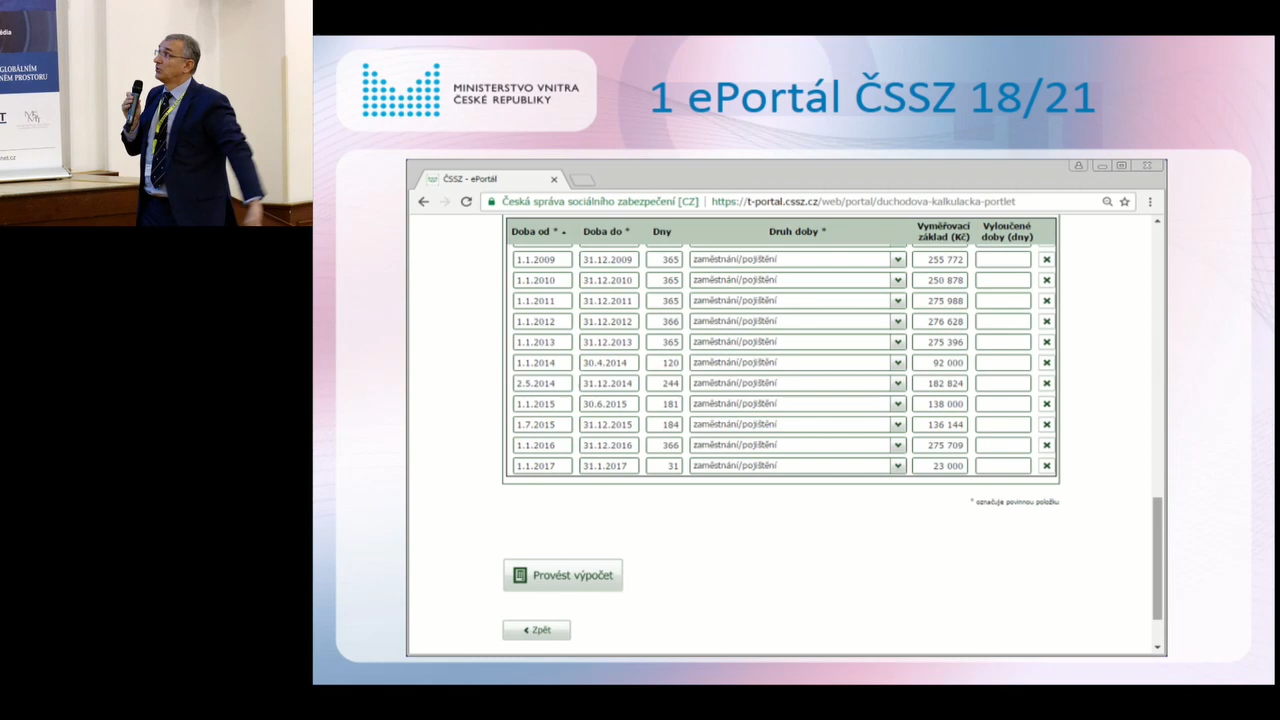 édia
GLOBÁLNÍM
NÉM PROSTORU
net.cz
MINISTERSTVO VNITRA
ČESKÉ REPUBLIKY
1 ePortál ČSSZ 18/21
ČSSZ - ePortál
Česká správa sociálního zabezpečení [CZ] | https://t-portal.cssz.cz/web/portal/duchodova-kalkulacka-portlet
Doba od * Doba do * Dny Druh doby * Vyměřovací základ (Kč) Vyloučené doby (dny)
1.1.2009 31.12.2009 365 zaměstnání/pojištění 255 772
1.1.2010 31.12.2010 365 zaměstnání/pojištění 250 878
1.1.2011 31.12.2011 365 zaměstnání/pojištění 275 988
1.1.2012 31.12.2012 366 zaměstnání/pojištění 276 628
1.1.2013 31.12.2013 365 zaměstnání/pojištění 275 396
1.1.2014 30.4.2014 120 zaměstnání/pojištění 92 000
2.5.2014 31.12.2014 244 zaměstnání/pojištění 182 824
1.1.2015 30.6.2015 181 zaměstnání/pojištění 138 000
1.7.2015 31.12.2015 184 zaměstnání/pojištění 136 144
1.1.2016 31.12.2016 366 zaměstnání/pojištění 275 709
1.1.2017 31.1.2017 31 zaměstnání/pojištění 23 000
* označuje povinnou položku
Provést výpočet
Zpět